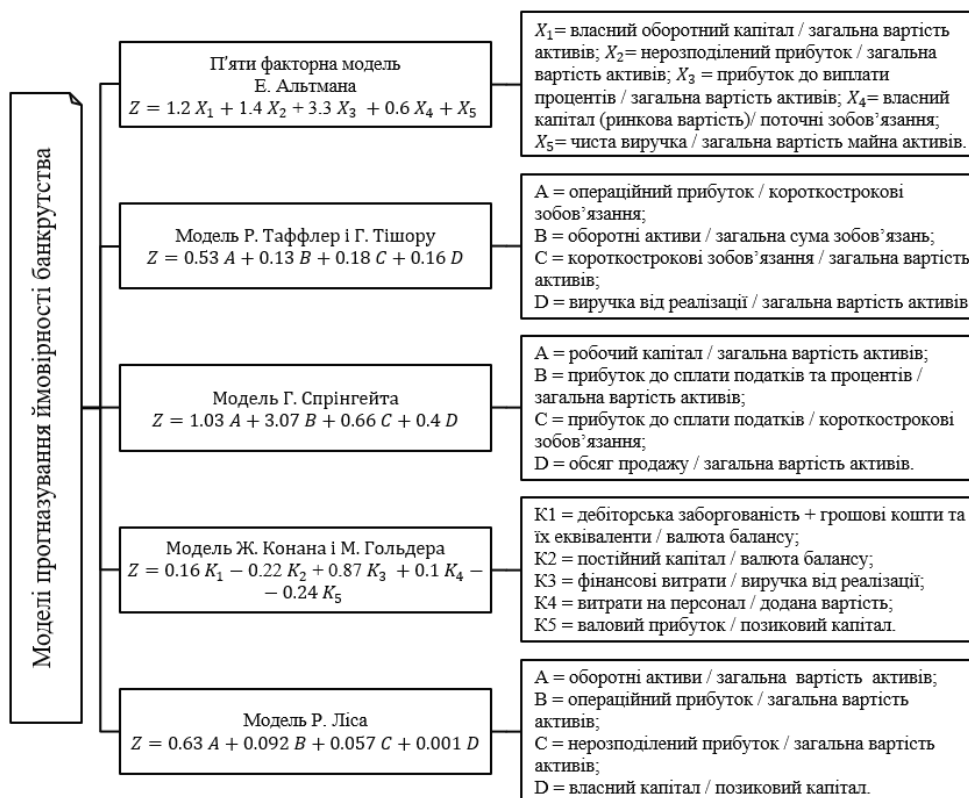 Моделі прогназування ймовірності банкрутства
П'яти факторна модель
Е. Альтмана
Z = 1.2 X₁ + 1.4 X₂ + 3.3 X₃ + 0.6 X₄ + X₅
X₁= власний оборотний капітал / загальна вартість
активів; X₂= нерозподілений прибуток / загальна
вартість активів; X₃ = прибуток до виплати
процентів / загальна вартість активів; X₄= власний
капітал (ринкова вартість)/ поточні зобов’язання;
X₅= чиста виручка / загальна вартість майна активів.
Модель Р. Таффлер і Г. Тішору
Z = 0.53 A + 0.13 B + 0.18 C + 0.16 D
A = операційний прибуток / короткострокові
зобов’язання;
B = оборотні активи / загальна сума зобов’язань;
C = короткострокові зобов’язання / загальна вартість
активів;
D = виручка від реалізації / загальна вартість активів
Модель Г. Спрінгейта
Z = 1.03 A + 3.07 B + 0.66 C + 0.4 D
A = робочий капітал / загальна вартість активів;
B = прибуток до сплати податків та процентів /
загальна вартість активів;
C = прибуток до сплати податків / короткострокові
зобов’язання;
D = обсяг продажу / загальна вартість активів.
Модель Ж. Конана і М. Гольдера
Z = 0.16 K₁ − 0.22 K₂ + 0.87 K₃ + 0.1 K₄ −
− 0.24 K₅
К1 = дебіторська заборгованість + грошові кошти та
їх еквіваленти / валюта балансу;
К2 = постійний капітал / валюта балансу;
К3 = фінансові витрати / виручка від реалізації;
К4 = витрати на персонал / додана вартість;
К5 = валовий прибуток / позиковий капітал.
Модель Р. Ліса
Z = 0.63 A + 0.092 B + 0.057 C + 0.001 D
A = оборотні активи / загальна вартість активів;
B = операційний прибуток / загальна вартість
активів;
C = нерозподілений прибуток / загальна вартість
активів;
D = власний капітал / позиковий капітал.